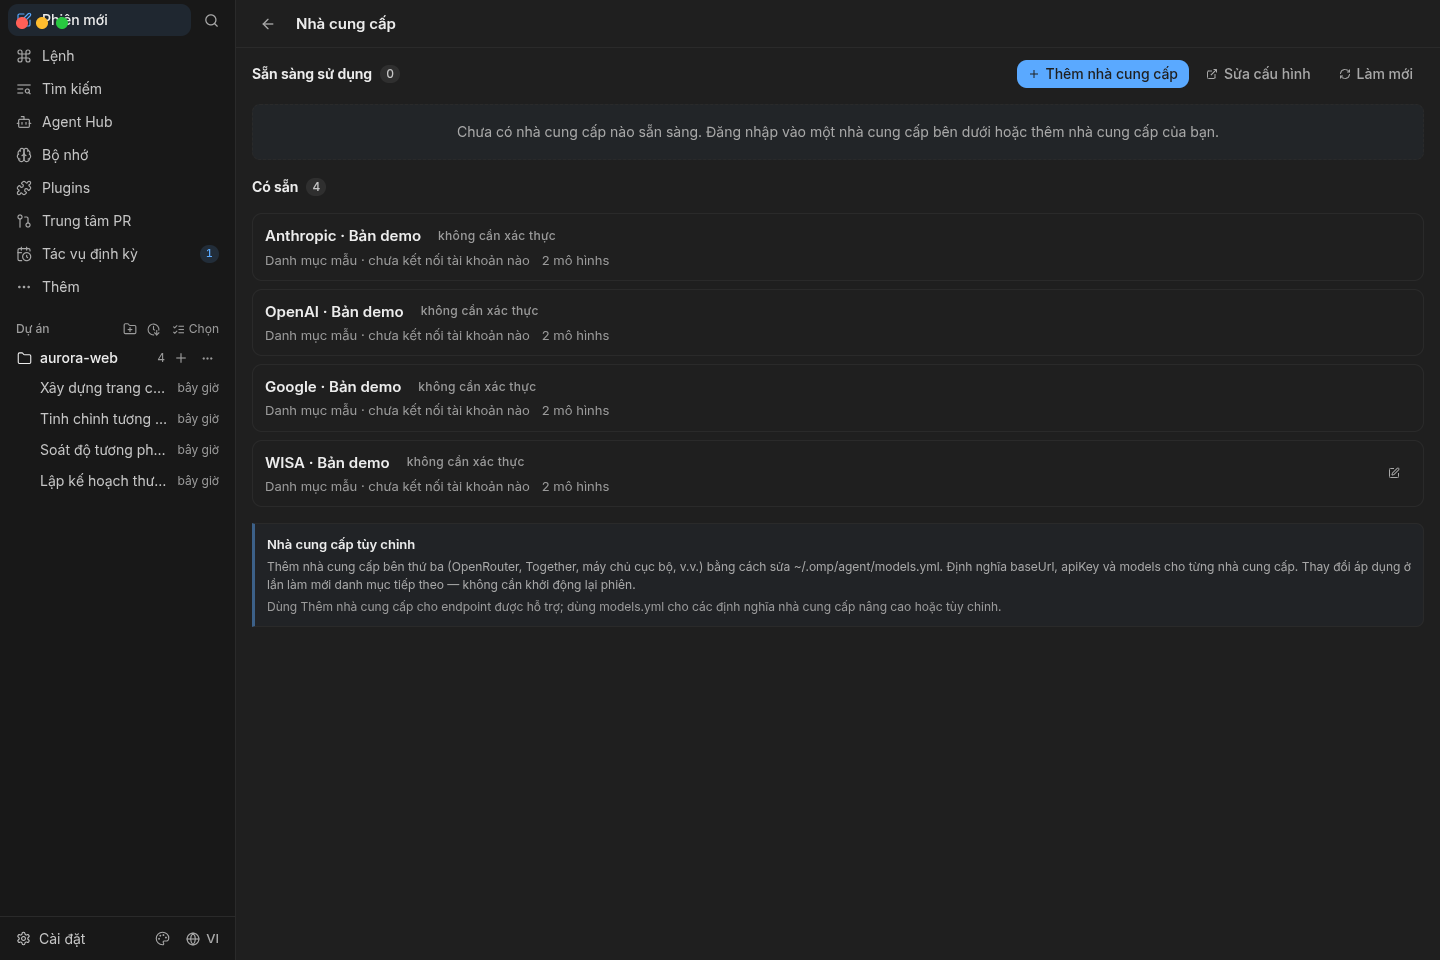 Phiên mới
Lệnh
Tìm kiếm
Agent Hub
Bộ nhớ
Plugins
Trung tâm PR
Tác vụ định kỳ 1
Thêm
Dự án Chọn
aurora-web 4
Xây dựng trang c... bây giờ
Tinh chỉnh tương ... bây giờ
Soát độ tương ph... bây giờ
Lập kế hoạch thư... bây giờ
Cài đặt VI
Nhà cung cấp
Sẵn sàng sử dụng 0
Thêm nhà cung cấp Sửa cấu hình Làm mới
Chưa có nhà cung cấp nào sẵn sàng. Đăng nhập vào một nhà cung cấp bên dưới hoặc thêm nhà cung cấp của bạn.
Có sẵn 4
Anthropic · Bản demo không cần xác thực
Danh mục mẫu · chưa kết nối tài khoản nào 2 mô hìnhs
OpenAI · Bản demo không cần xác thực
Danh mục mẫu · chưa kết nối tài khoản nào 2 mô hìnhs
Google · Bản demo không cần xác thực
Danh mục mẫu · chưa kết nối tài khoản nào 2 mô hìnhs
WISA · Bản demo không cần xác thực
Danh mục mẫu · chưa kết nối tài khoản nào 2 mô hìnhs
Nhà cung cấp tùy chỉnh
Thêm nhà cung cấp bên thứ ba (OpenRouter, Together, máy chủ cục bộ, v.v.) bằng cách sửa ~/.omp/agent/models.yml. Định nghĩa baseUrl, apiKey và models cho từng nhà cung cấp. Thay đổi áp dụng ở
lần làm mới danh mục tiếp theo — không cần khởi động lại phiên.
Dùng Thêm nhà cung cấp cho endpoint được hỗ trợ; dùng models.yml cho các định nghĩa nhà cung cấp nâng cao hoặc tùy chỉnh.